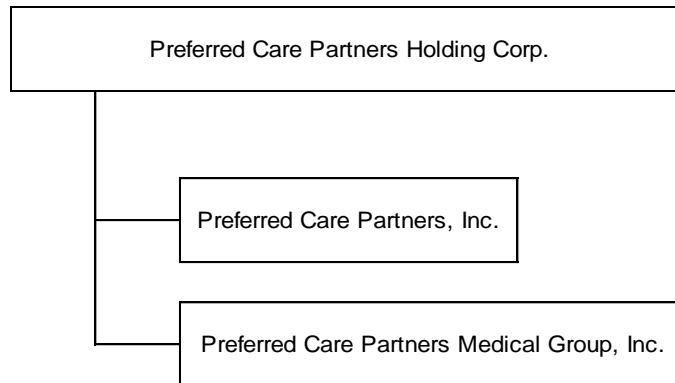 Preferred Care Partners Holding Corp.
Preferred Care Partners, Inc.
Preferred Care Partners Medical Group, Inc.